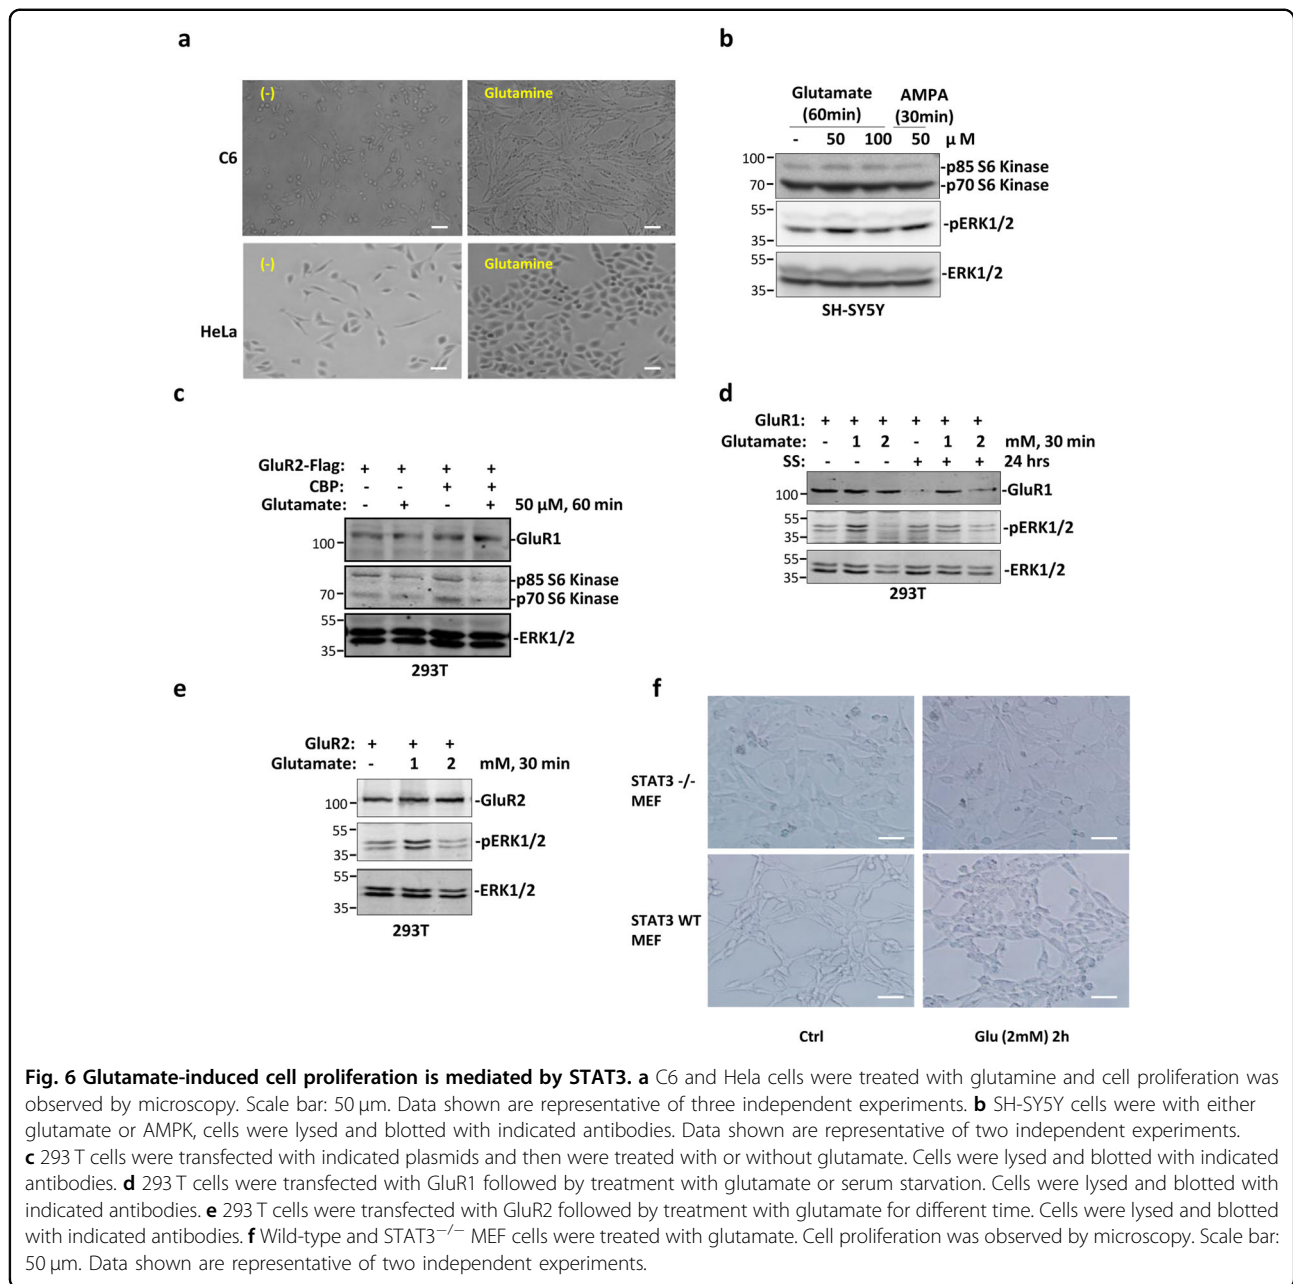 a
(-)
Glutamine
C6
(-)
Glutamine
HeLa
b
Glutamate AMPA
(60min) (30min)
- 50 100 50 μ M
100 -p85 S6 Kinase
70 -p70 S6 Kinase
55
-pERK1/2
35
55
-ERK1/2
35
SH-SY5Y
c
GluR2-Flag: + + + +
CBP: - - + +
Glutamate: - + - + 50 μM, 60 min
100 -GluR1
-p85 S6 Kinase
70 -p70 S6 Kinase
55
-ERK1/2
35
293T
d
GluR1: + + + + + +
Glutamate: - 1 2 - 1 2 mM, 30 min
SS: - - - + + + 24 hrs
100 -GluR1
55
-pERK1/2
35
55
-ERK1/2
35
293T
e
GluR2: + + +
Glutamate: - 1 2 mM, 30 min
100 -GluR2
55
-pERK1/2
35
55
-ERK1/2
35
293T
f
STAT3 -/-
MEF
STAT3 WT
MEF
Ctrl Glu (2mM) 2h
Fig. 6 Glutamate-induced cell proliferation is mediated by STAT3. a C6 and Hela cells were treated with glutamine and cell proliferation was
observed by microscopy. Scale bar: 50 μm. Data shown are representative of three independent experiments. b SH-SY5Y cells were with either
glutamate or AMPK, cells were lysed and blotted with indicated antibodies. Data shown are representative of two independent experiments.
c 293 T cells were transfected with indicated plasmids and then were treated with or without glutamate. Cells were lysed and blotted with indicated
antibodies. d 293 T cells were transfected with GluR1 followed by treatment with glutamate or serum starvation. Cells were lysed and blotted with
indicated antibodies. e 293 T cells were transfected with GluR2 followed by treatment with glutamate for different time. Cells were lysed and blotted
with indicated antibodies. f Wild-type and STAT3−/− MEF cells were treated with glutamate. Cell proliferation was observed by microscopy. Scale bar:
50 μm. Data shown are representative of two independent experiments.